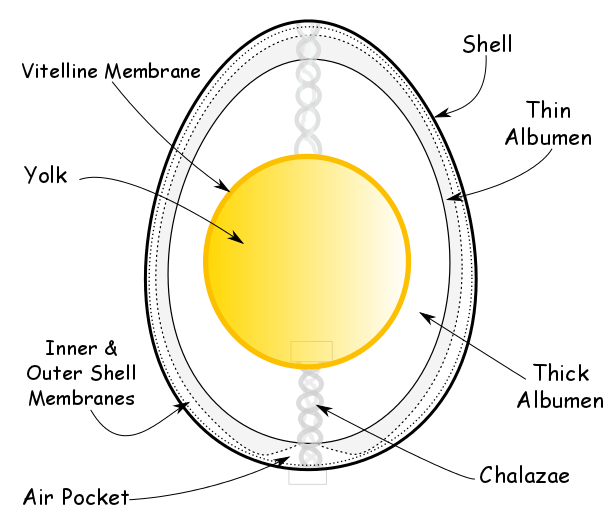 Shell
Vitelline Membrane
Thin
Albumen
Yolk
Inner &
Outer Shell
Membranes
Thick
Albumen
Chalazae
Air Pocket